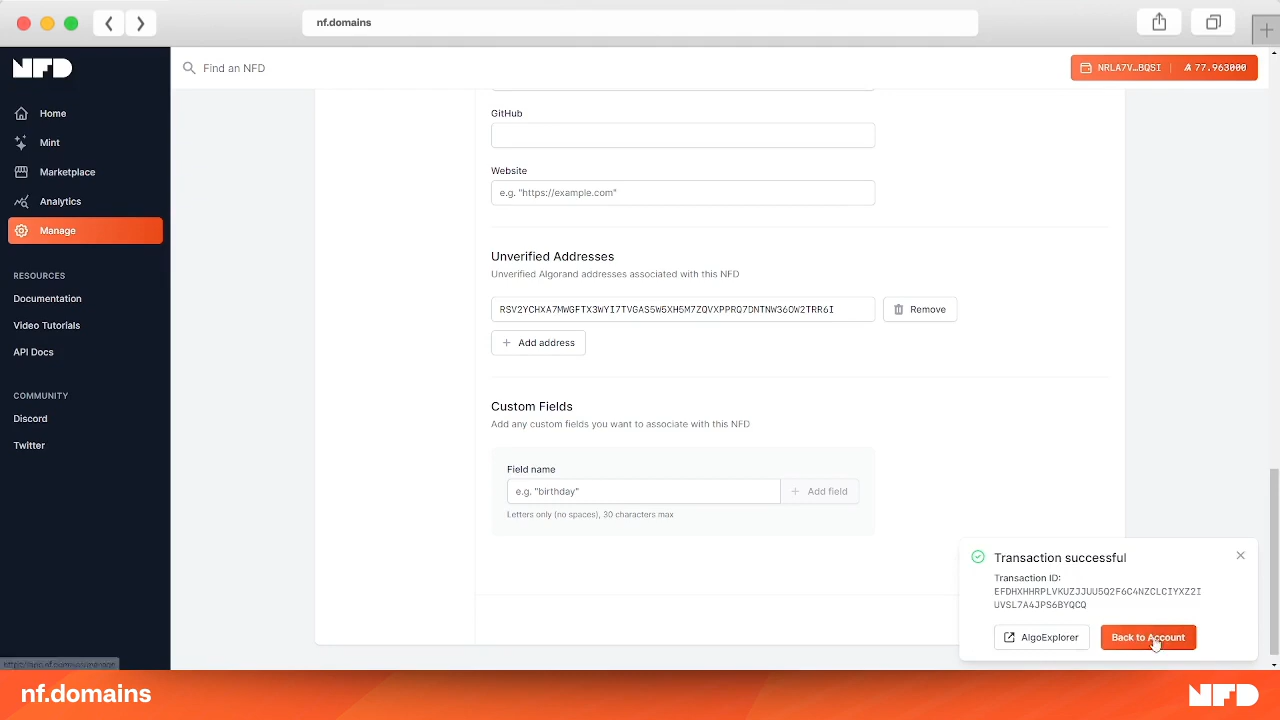 nf.domains
NFD
Find an NFD
NRLA7V…BQSI
77.963000
Home
Mint
Marketplace
Analytics
Manage
RESOURCES
Documentation
Video Tutorials
API Docs
COMMUNITY
Discord
Twitter
GitHub
Website
e.g. "https://example.com"
Unverified Addresses
Unverified Algorand addresses associated with this NFD
RSV2YCHXA7MWGFTX3WYI7TVGAS5W5XH5M7ZQVXPPRQ7DNTNW36OW2TRR6I
Remove
Add address
Custom Fields
Add any custom fields you want to associate with this NFD
Field name
e.g. "birthday"
Add field
Letters only (no spaces), 30 characters max
Transaction successful
Transaction ID:
EFDHXHHRPLVKUZJJUU5Q2F6C4NZCLCIYXZ2I
UVSL7A4JPS6BYQCQ
AlgoExplorer
Back to Account
nf.domains
NFD